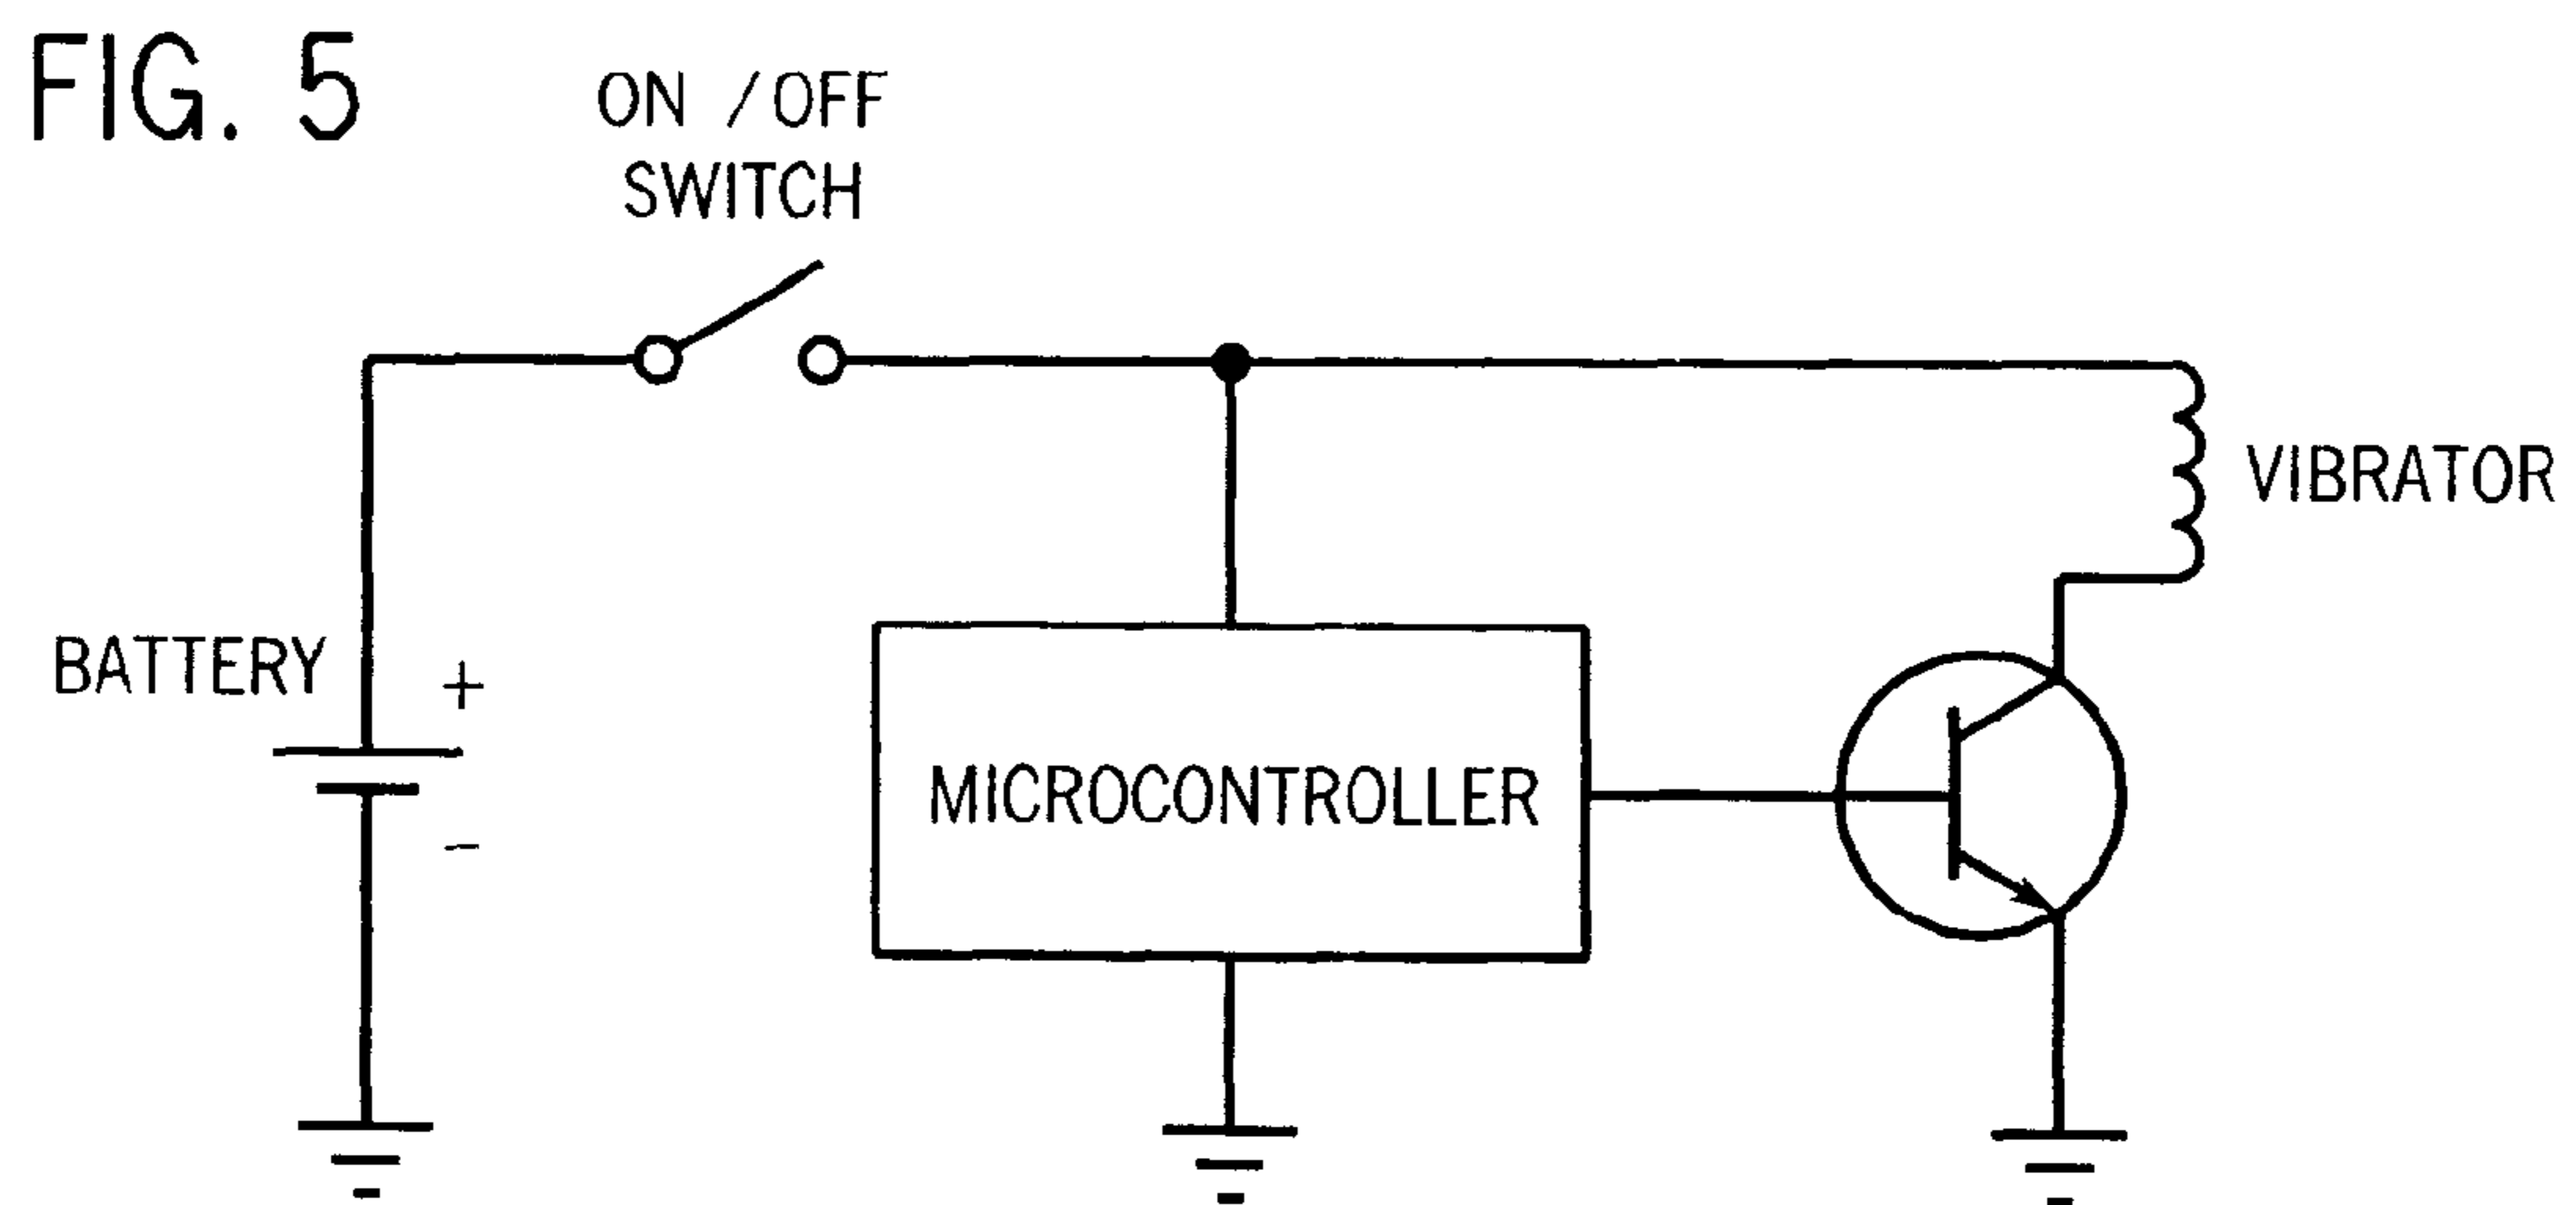 FIG. 5
ON /OFF
SWITCH
VIBRATOR
BATTERY
+
-
MICROCONTROLLER